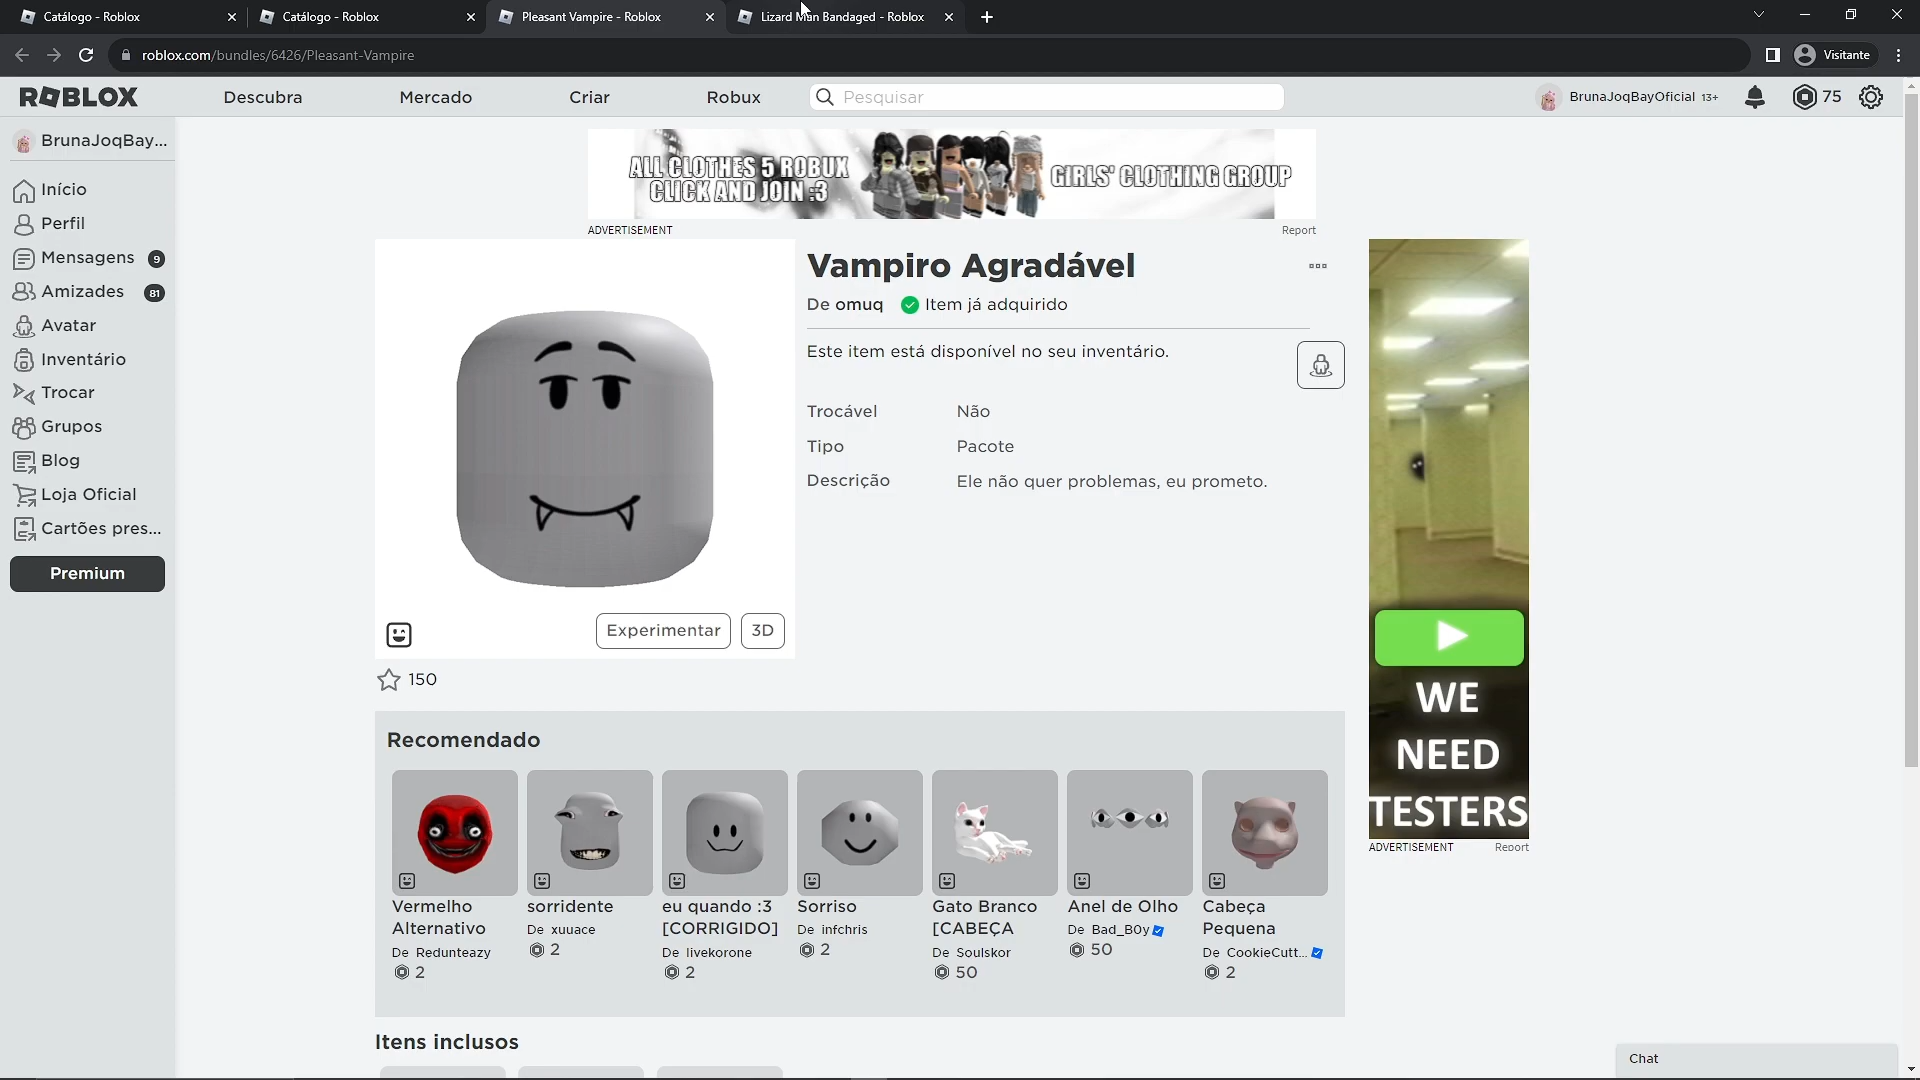 Catálogo - Roblox
Catálogo - Roblox
Pleasant Vampire - Roblox
Lizard Man Bandaged - Roblox
roblox.com/bundles/6426/Pleasant-Vampire
Visitante
ROBLOX
Descubra
Mercado
Criar
Robux
Pesquisar
BrunaJoqBayOficial 13+
75
BrunaJoqBay...
Início
Perfil
Mensagens 9
Amizades 81
Avatar
Inventário
Trocar
Grupos
Blog
Loja Oficial
Cartões pres...
Premium
ALL CLOTHES 5 ROBUX
CLICK AND JOIN :3
GIRLS' CLOTHING GROUP
ADVERTISEMENT
Report
Vampiro Agradável
De omuq
Item já adquirido
Este item está disponível no seu inventário.
Trocável Não
Tipo Pacote
Descrição Ele não quer problemas, eu prometo.
Experimentar
3D
150
WE
NEED
TESTERS
ADVERTISEMENT
Report
Recomendado
Vermelho
Alternativo
De Redunteazy
2
sorridente
De xuuace
2
eu quando :3
[CORRIGIDO]
De livekorone
2
Sorriso
De infchris
2
Gato Branco
[CABEÇA
De Soulskor
50
Anel de Olho
De Bad_B0y
50
Cabeça
Pequena
De CookieCutt...
2
Itens inclusos
Chat